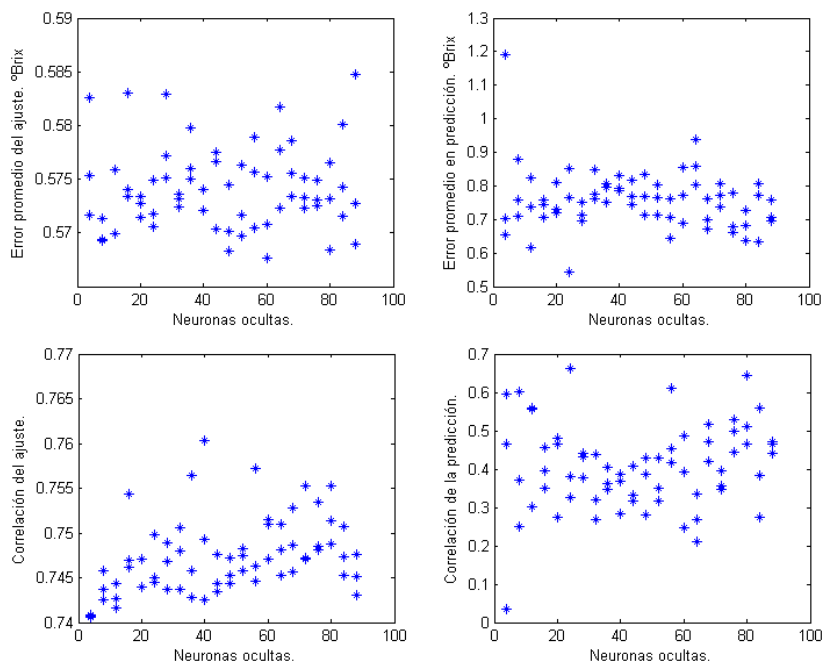 0.59
0.585
0.58
0.575
0.57
Error promedio del ajuste. ºBrix
0 20 40 60 80 100
Neuronas ocultas.
1.3
1.2
1.1
1
0.9
0.8
0.7
0.6
0.5
Error promedio en predicción. ºBrix
0 20 40 60 80 100
Neuronas ocultas.
0.77
0.765
0.76
0.755
0.75
0.745
0.74
Correlación del ajuste.
0 20 40 60 80 100
Neuronas ocultas.
0.7
0.6
0.5
0.4
0.3
0.2
0.1
0
Correlación de la predicción.
0 20 40 60 80 100
Neuronas ocultas.